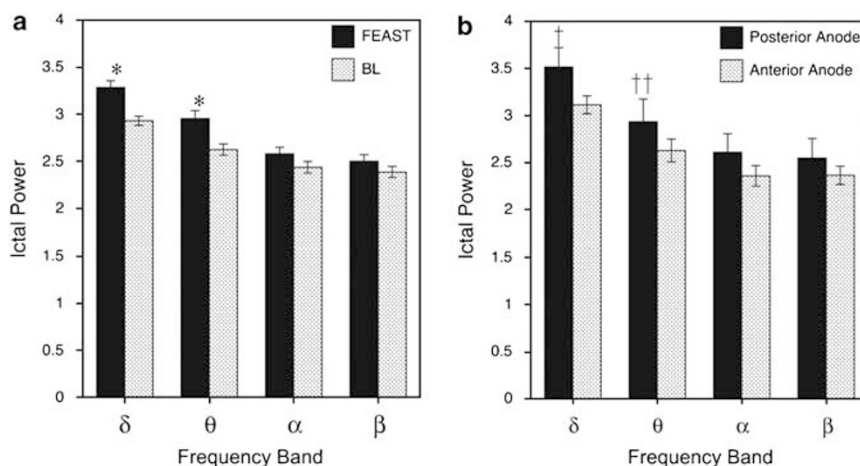 a
FEAST
BL
*
*
Ictal Power
4
3.5
3
2.5
2
1.5
1
0.5
0
δ
θ
α
β
Frequency Band
b
Posterior Anode
Anterior Anode
†
††
Ictal Power
4
3.5
3
2.5
2
1.5
1
0.5
0
δ
θ
α
β
Frequency Band